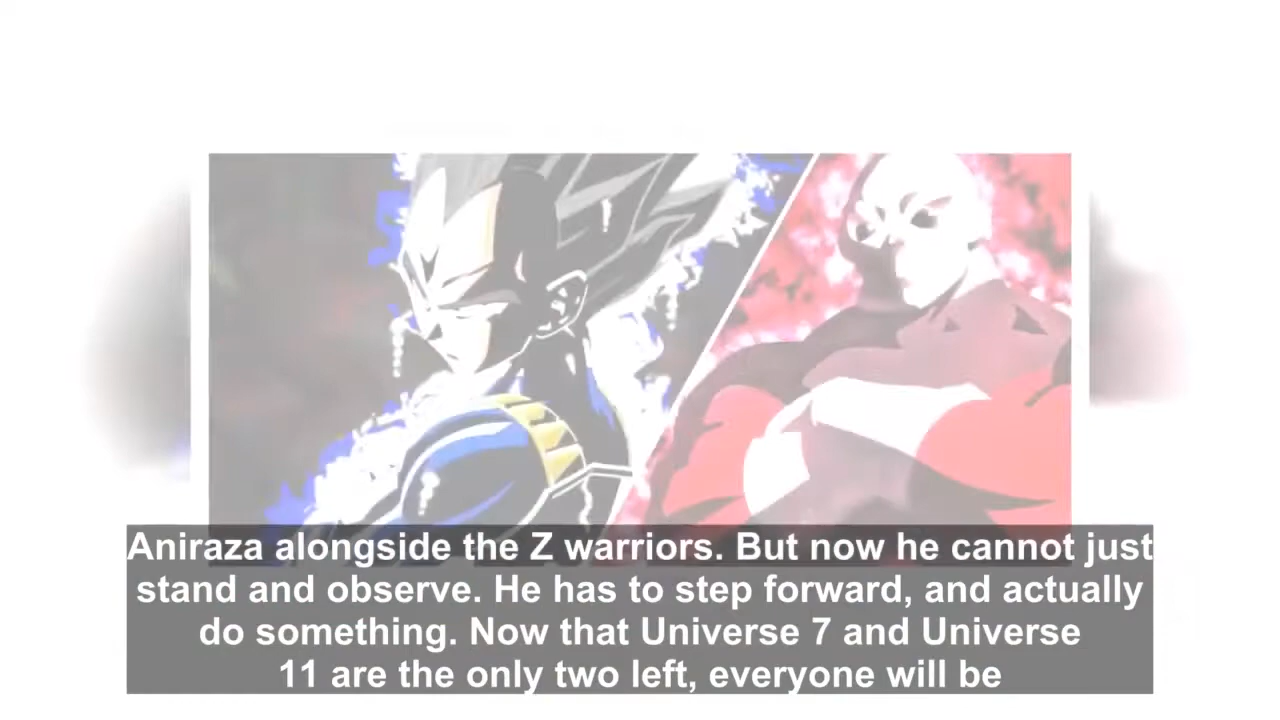 Aniraza alongside the Z warriors. But now he cannot just
stand and observe. He has to step forward, and actually
do something. Now that Universe 7 and Universe
11 are the only two left, everyone will be